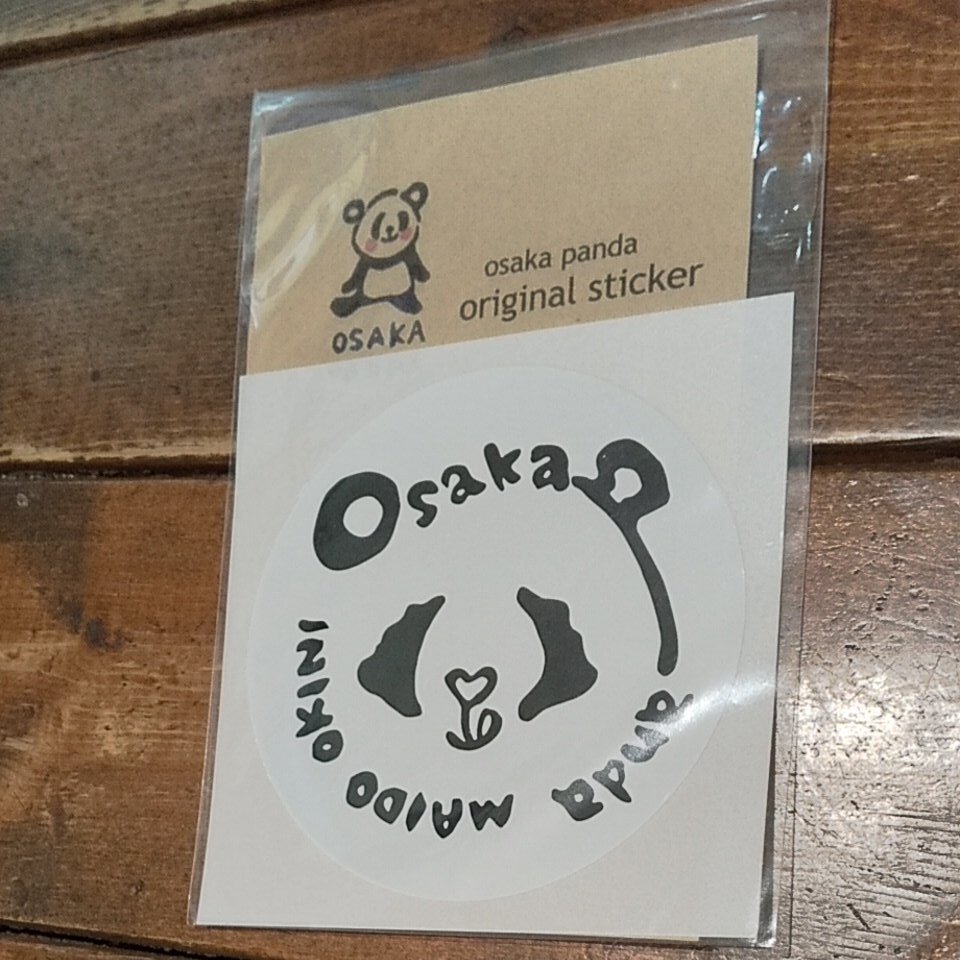 osaka panda
original sticker
OSAKA
Osaka Panda
MAIDO OKINI